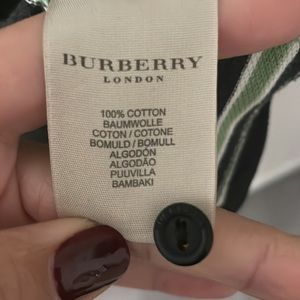 BURBERRY
LONDON
100% COTTON
BAUMWOLLE
COTON / COTONE
BOMULD / BOMULL
ALGODÓN
ALGODÃO
PUUVILLA
BAMBAKI